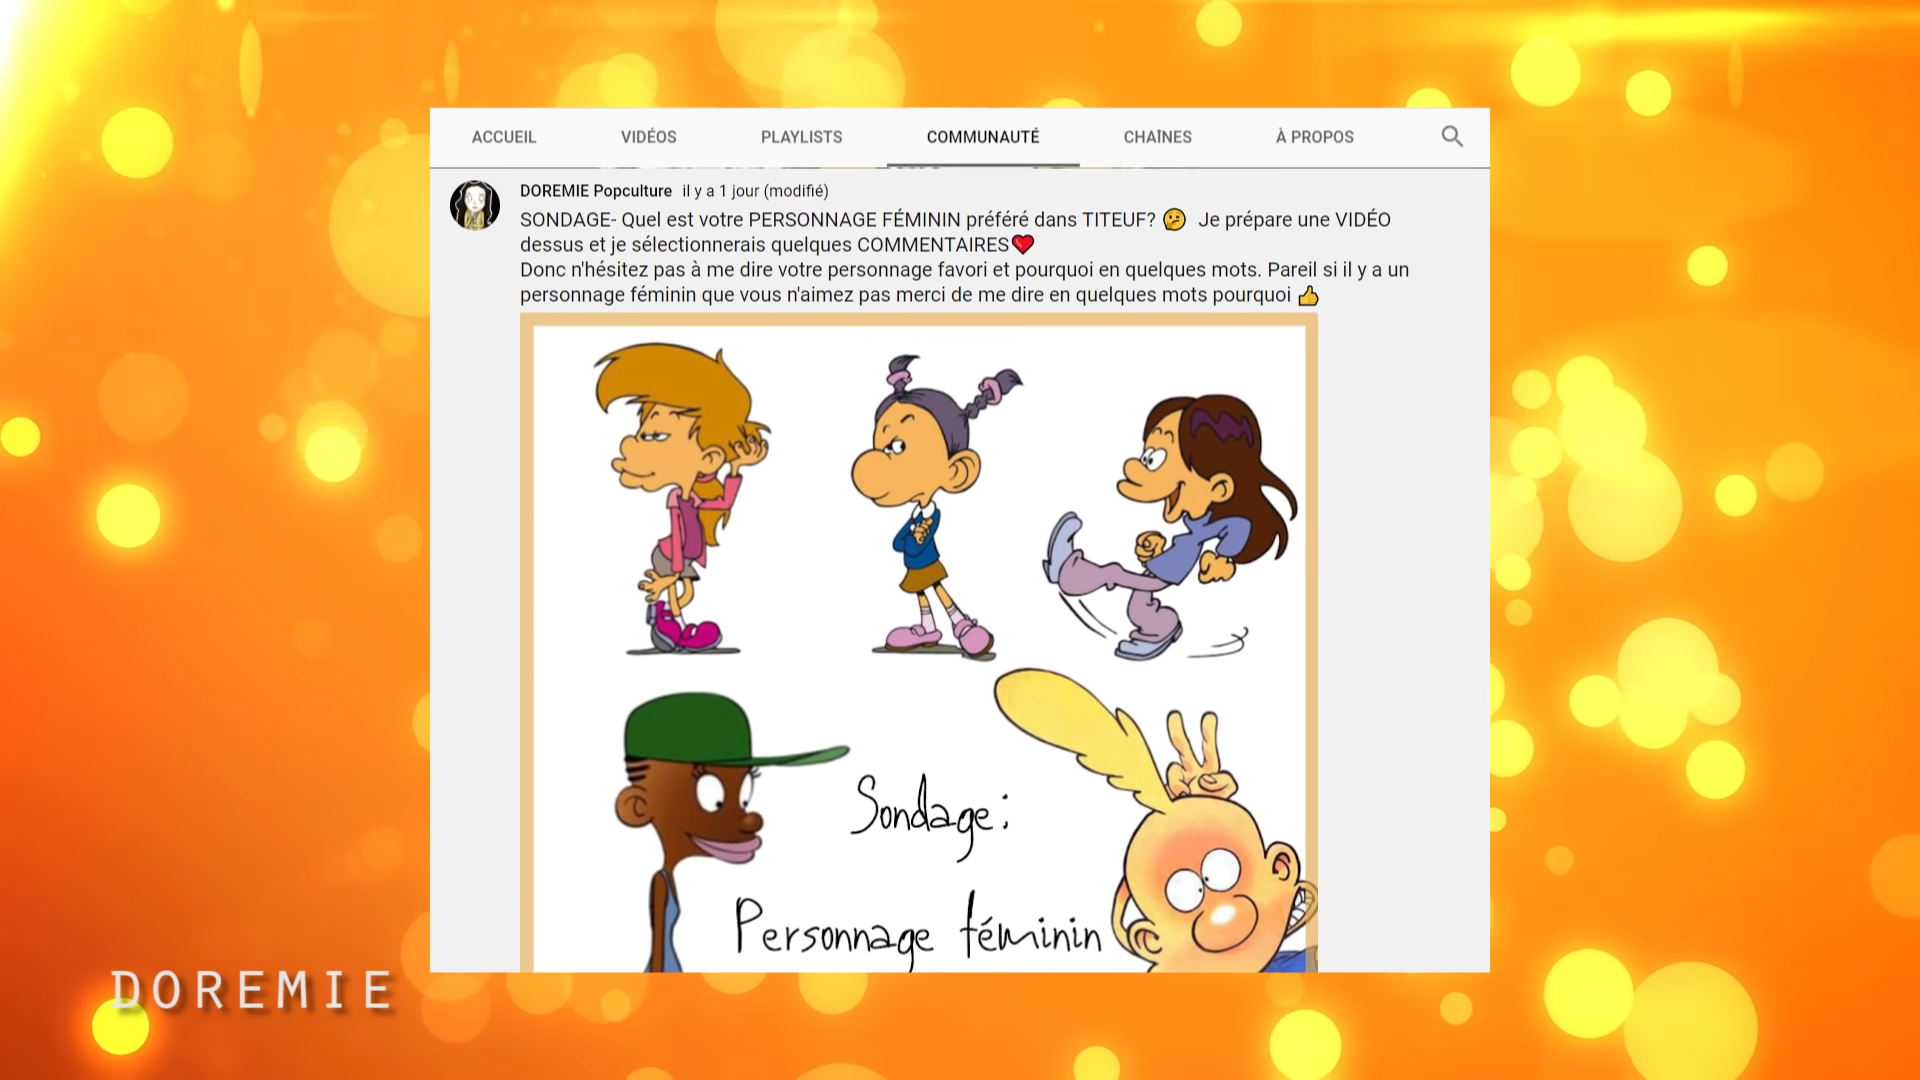 ACCUEIL VIDÉOS PLAYLISTS COMMUNAUTÉ CHAÎNES À PROPOS
DOREMIE Popculture il y a 1 jour (modifié)
SONDAGE- Quel est votre PERSONNAGE FÉMININ préféré dans TITEUF? 🤔 Je prépare une VIDÉO
dessus et je sélectionnerais quelques COMMENTAIRES❤️
Donc n'hésitez pas à me dire votre personnage favori et pourquoi en quelques mots. Pareil si il y a un
personnage féminin que vous n'aimez pas merci de me dire en quelques mots pourquoi 👍
Sondage:
Personnage féminin
DOREMIE